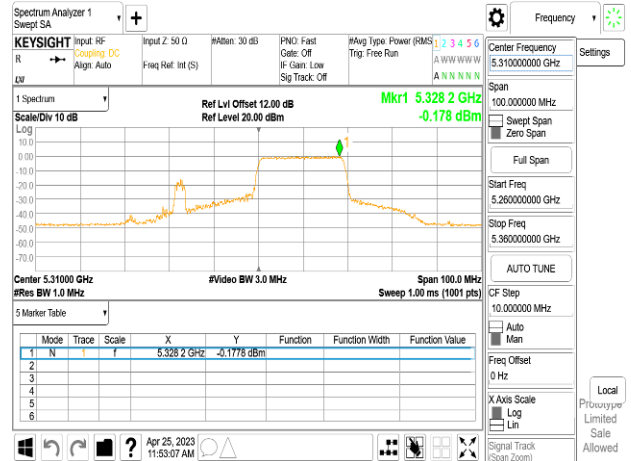 Spectrum Analyzer 1
Swept SA
Frequency
KEYSIGHT
R
Input: RF
Coupling: DC
Align: Auto
Input Z: 50 Ω
Freq Ref: Int (S)
#Atten: 30 dB
PNO: Fast
Gate: Off
IF Gain: Low
Sig Track: Off
#Avg Type: Power (RMS
Trig: Free Run
1 2 3 4 5 6
A W W W W W
A N N N N N
Settings
Center Frequency
5.310000000 GHz
Span
100.000000 MHz
Swept Span
Zero Span
Full Span
Start Freq
5.260000000 GHz
Stop Freq
5.360000000 GHz
AUTO TUNE
CF Step
10.000000 MHz
Auto
Man
Freq Offset
0 Hz
X Axis Scale
Log
Lin
Signal Track
(Span Zoom)
Local
Prototype
Limited
Sale
Allowed
1 Spectrum
Scale/Div 10 dB
Ref Lvl Offset 12.00 dB
Ref Level 20.00 dBm
Mkr1 5.328 2 GHz
-0.178 dBm
Log
10.0
0.00
-10.0
-20.0
-30.0
-40.0
-50.0
-60.0
-70.0
1
Center 5.31000 GHz
#Res BW 1.0 MHz
#Video BW 3.0 MHz
Span 100.0 MHz
Sweep 1.00 ms (1001 pts)
5 Marker Table
Mode Trace Scale X Y Function Function Width Function Value
1 N 1 f 5.328 2 GHz -0.1778 dBm
2
3
4
5
6
Apr 25, 2023
11:53:07 AM